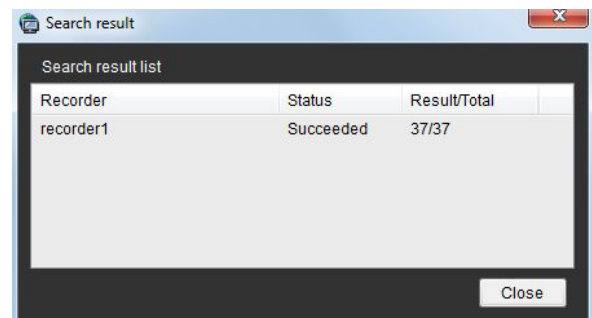 Search result
Search result list
Recorder Status Result/Total
recorder1 Succeeded 37/37
Close